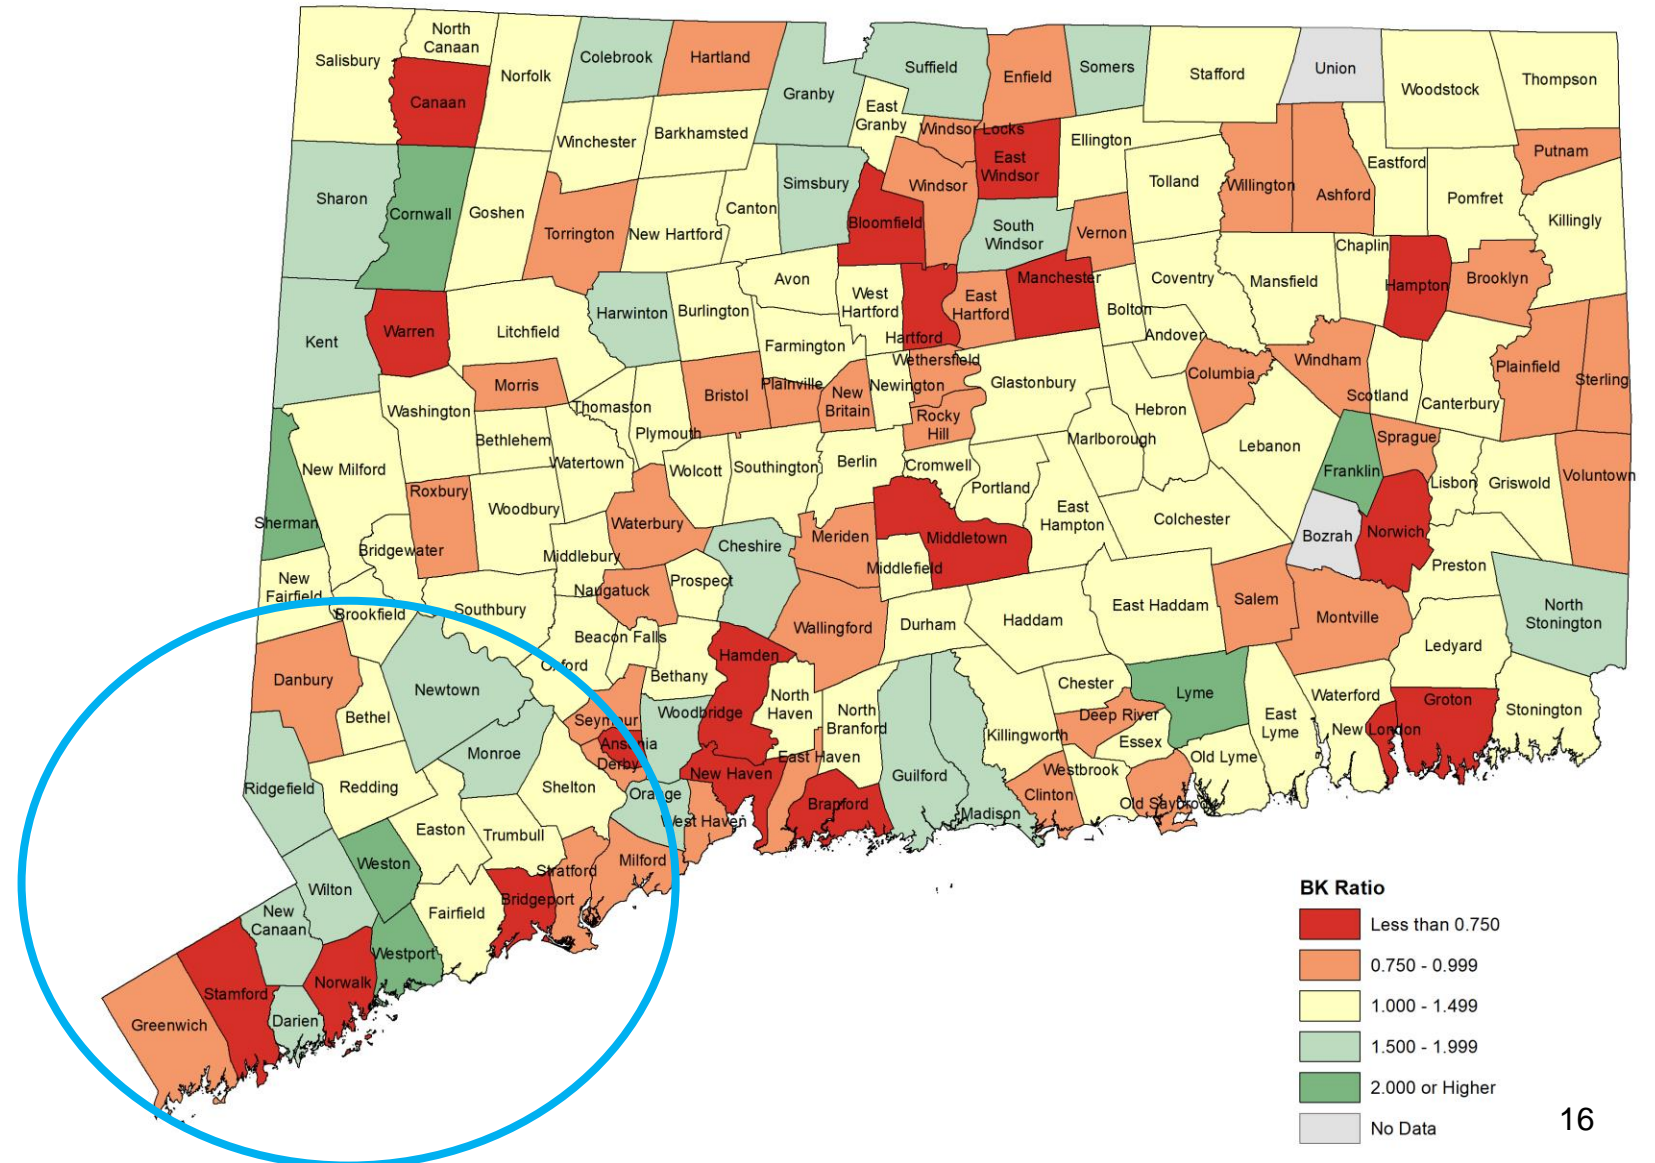 North
Canaan
Salisbury
Norfolk
Colebrook
Hartland
Granby
Suffield
Enfield
Somers
Stafford
Union
Woodstock
Thompson
Canaan
East
Granby
Windsor Locks
Winchester
Barkhamsted
East
Windsor
Ellington
Eastford
Putnam
Sharon
Cornwall
Goshen
Simsbury
Windsor
Tolland
Willington
Ashford
Pomfret
Killingly
Torrington
New Hartford
Canton
Bloomfield
South
Windsor
Vernon
Chaplin
Mansfield
Hampton
Brooklyn
Kent
Warren
Litchfield
Harwinton
Burlington
Avon
West
Hartford
Hartford
East
Hartford
Manchester
Bolton
Coventry
Andover
Farmington
Wethersfield
Morris
Bristol
Plainville
New
Britain
Newington
Rocky
Hill
Glastonbury
Hebron
Columbia
Windham
Scotland
Canterbury
Plainfield
Sterling
Washington
Bethlehem
Thomaston
Watertown
Plymouth
Wolcott
Southington
Berlin
Cromwell
Portland
Marlborough
Lebanon
Franklin
Sprague
Lisbon
Griswold
Voluntown
New Milford
Sherman
Roxbury
Woodbury
Waterbury
Cheshire
Meriden
Middletown
Middlefield
East
Hampton
Colchester
Bozrah
Norwich
Preston
Bridgewater
Middlebury
Naugatuck
Prospect
New
Fairfield
Brookfield
Southbury
Beacon Falls
Oxford
Bethany
Wallingford
Durham
Haddam
East Haddam
Salem
Montville
Ledyard
North
Stonington
Danbury
Bethel
Newtown
Seymour
Ansonia
Derby
Woodbridge
Hamden
North
Haven
North
Branford
Killingworth
Chester
Deep River
Essex
Lyme
East
Lyme
Waterford
New London
Groton
Stonington
Ridgefield
Redding
Monroe
Shelton
Orange
New Haven
East Haven
West Haven
Branford
Guilford
Madison
Clinton
Westbrook
Old Saybrook
Old Lyme
Easton
Trumbull
Weston
Wilton
New
Canaan
Fairfield
Bridgeport
Stratford
Milford
Westport
Norwalk
Stamford
Darien
Greenwich
BK Ratio
Less than 0.750
0.750 - 0.999
1.000 - 1.499
1.500 - 1.999
2.000 or Higher
No Data
16